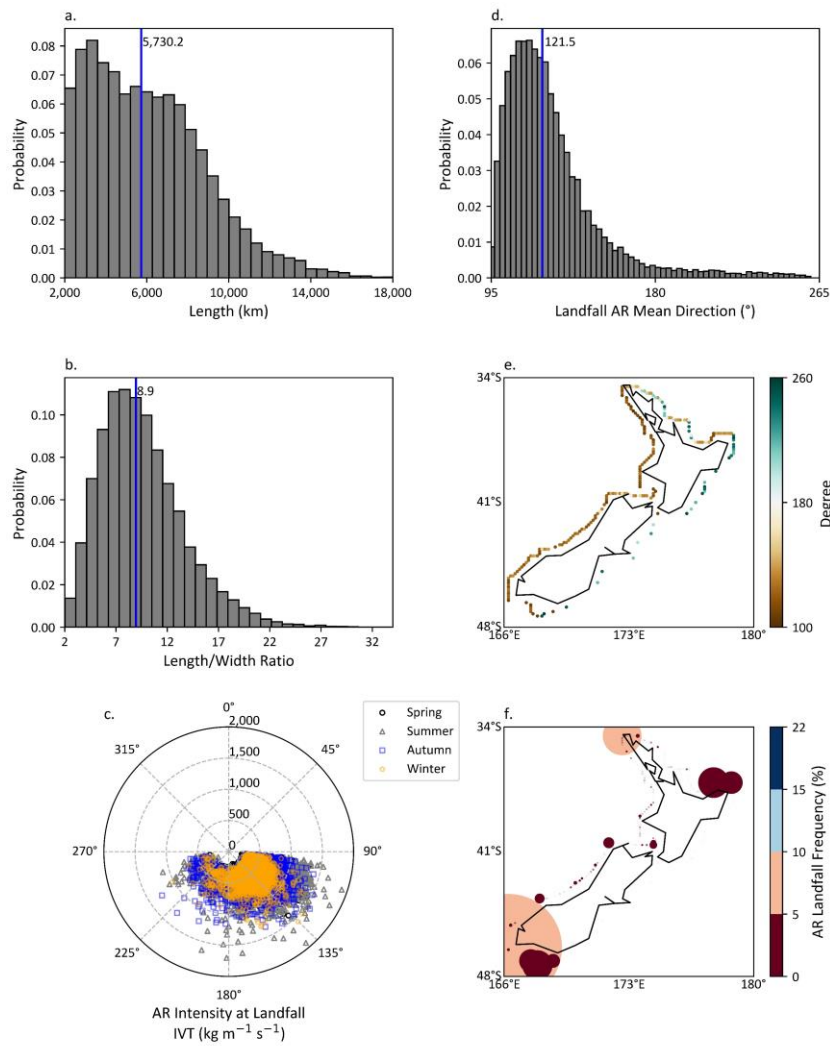 a.
5,730.2
0.08
0.07
0.06
0.05
0.04
0.03
0.02
0.01
0.00
Probability
2,000
6,000
10,000
14,000
18,000
Length (km)
d.
121.5
0.06
0.05
0.04
0.03
0.02
0.01
0.00
Probability
95
180
265
Landfall AR Mean Direction (°)
b.
8.9
0.10
0.08
0.06
0.04
0.02
0.00
Probability
2
7
12
17
22
27
32
Length/Width Ratio
e.
34°S
41°S
48°S
166°E
173°E
180°
260
180
100
Degree
c.
0°
45°
90°
135°
180°
225°
270°
315°
2,000
1,500
1,000
500
0
Spring
Summer
Autumn
Winter
AR Intensity at Landfall
IVT (kg m⁻¹ s⁻¹)
f.
34°S
41°S
48°S
166°E
173°E
180°
22
15
10
5
0
AR Landfall Frequency (%)